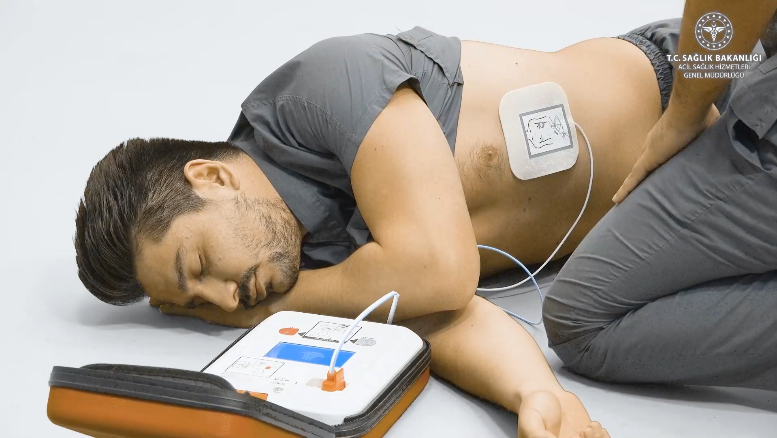 T.C. SAĞLIK BAKANLIĞI
ACİL SAĞLIK HİZMETLERİ
GENEL MÜDÜRLÜĞÜ